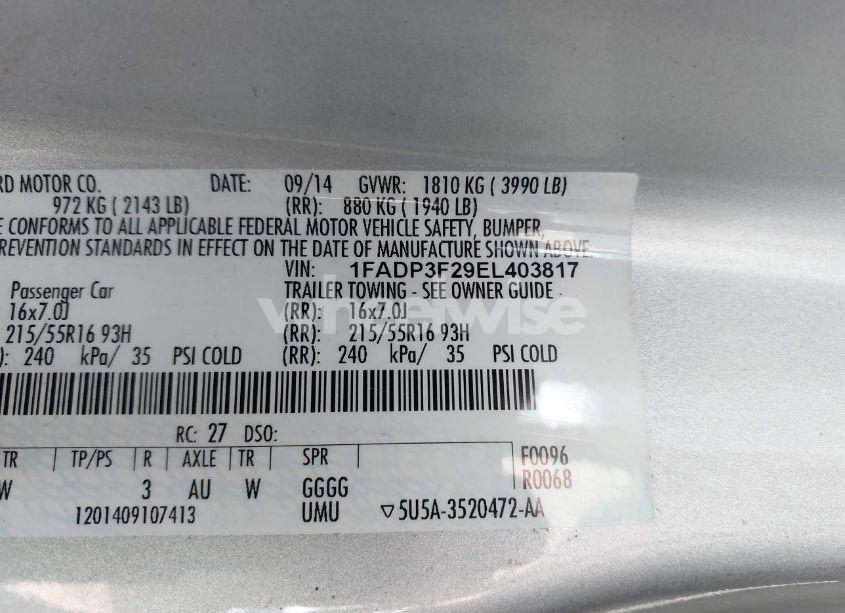 RD MOTOR CO. DATE: 09/14 GVWR: 1810 KG ( 3990 LB)
972 KG ( 2143 LB) (RR): 880 KG ( 1940 LB)
E CONFORMS TO ALL APPLICABLE FEDERAL MOTOR VEHICLE SAFETY, BUMPER,
REVENTION STANDARDS IN EFFECT ON THE DATE OF MANUFACTURE SHOWN ABOVE.
VIN: 1FADP3F29EL403817
Passenger Car TRAILER TOWING - SEE OWNER GUIDE -
16x7.0J (RR): 16x7.0J
215/55R16 93H (RR): 215/55R16 93H
): 240 kPa/ 35 PSI COLD (RR): 240 kPa/ 35 PSI COLD
RC: 27 DSO:
TR TP/PS R AXLE TR SPR F0096
R0068
W 3 AU W GGGG
1201409107413 UMU ▽5U5A-3520472-AA